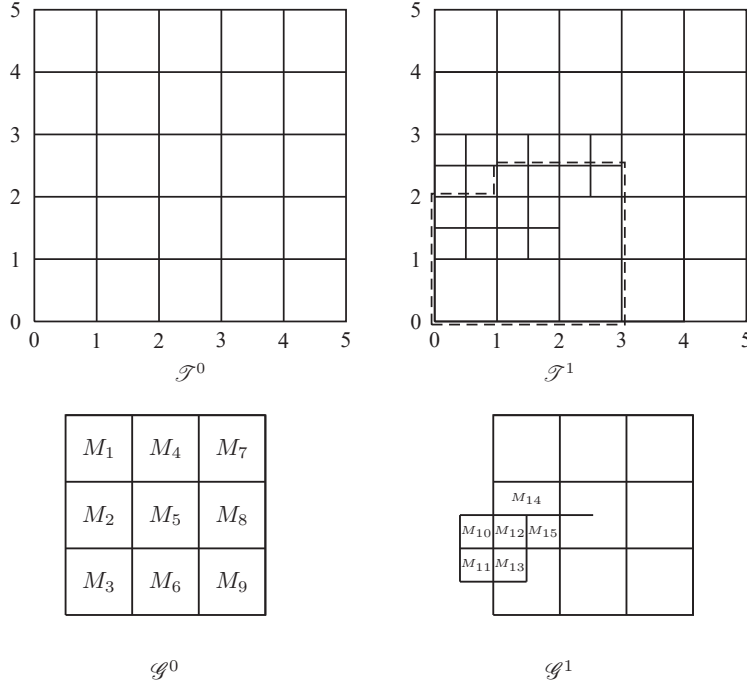 5 5
4 4
3 3
2 2
1 1
0 0
0 1 2 3 4 5 0 1 2 3 4 5
𝒯⁰ 𝒯¹
M₁ M₄ M₇
M₁₄
M₂ M₅ M₈
M₁₀ M₁₂ M₁₅
M₁₁ M₁₃
M₃ M₆ M₉
𝒢⁰ 𝒢¹